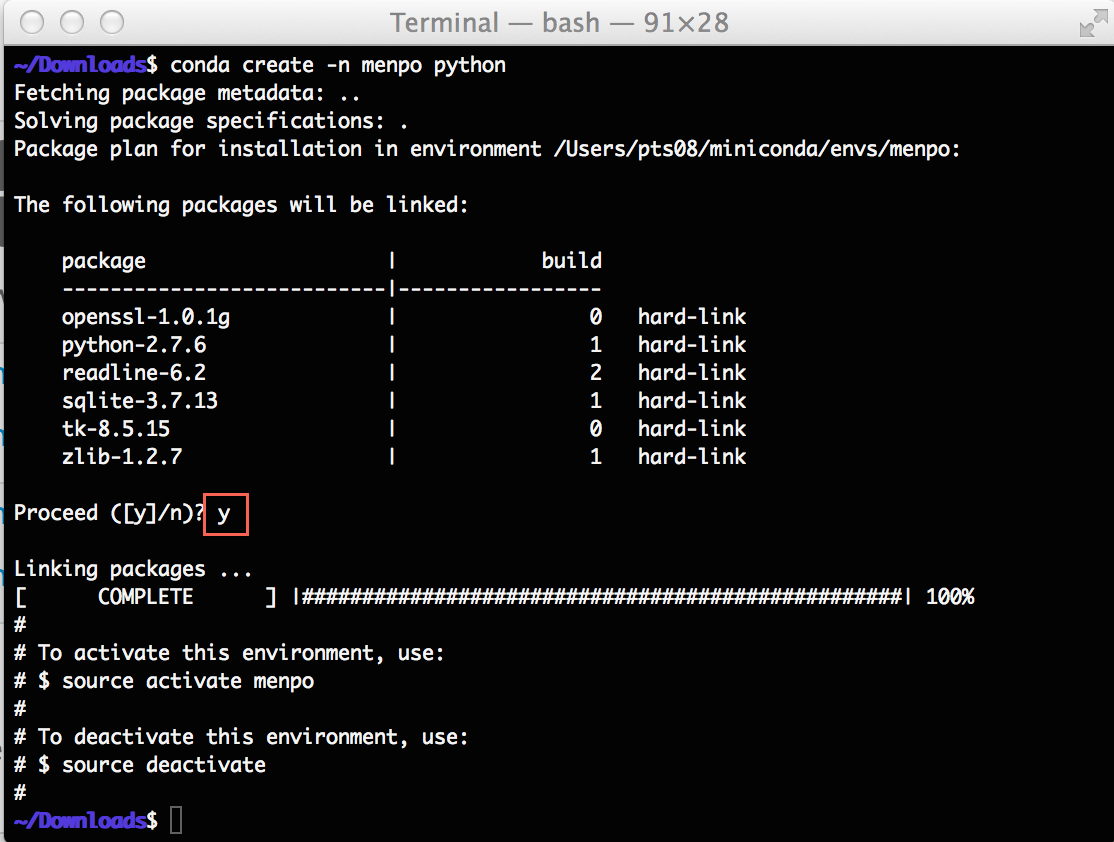 Terminal — bash — 91×28
~/Downloads$ conda create -n menpo python
Fetching package metadata: ..
Solving package specifications: .
Package plan for installation in environment /Users/pts08/miniconda/envs/menpo:
The following packages will be linked:
package | build
---------------------------|-----------------
openssl-1.0.1g | 0 hard-link
python-2.7.6 | 1 hard-link
readline-6.2 | 2 hard-link
sqlite-3.7.13 | 1 hard-link
tk-8.5.15 | 0 hard-link
zlib-1.2.7 | 1 hard-link
Proceed ([y]/n)? y
Linking packages ...
[ COMPLETE ] |##################################################| 100%
#
# To activate this environment, use:
# $ source activate menpo
#
# To deactivate this environment, use:
# $ source deactivate
#
~/Downloads$